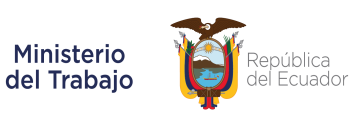 Ministerio
del Trabajo
República
del Ecuador